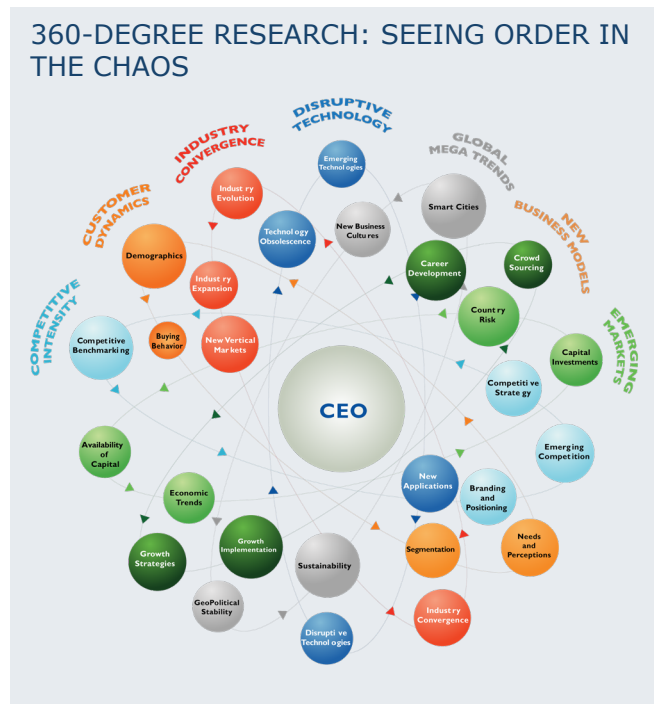 360-DEGREE RESEARCH: SEEING ORDER IN
THE CHAOS
DISRUPTIVE
TECHNOLOGY
INDUSTRY
CONVERGENCE
GLOBAL
MEGA TRENDS
CUSTOMER
DYNAMICS
NEW
BUSINESS MODELS
COMPETITIVE
INTENSITY
EMERGING
MARKETS
Emerging
Technologies
Industry
Evolution
Smart Cities
Technology
Obsolescence
New Business
Cultures
Demographics
Career
Development
Crowd
Sourcing
Industry
Expansion
Country
Risk
Competitive
Benchmarking
Buying
Behavior
New Vertical
Markets
Capital
Investments
Competitive
Strategy
CEO
Availability
of
Capital
Emerging
Competition
Economic
Trends
New
Applications
Branding
and
Positioning
Growth
Strategies
Growth
Implementation
Sustainability
Segmentation
Needs
and
Perceptions
GeoPolitical
Stability
Disruptive
Technologies
Industry
Convergence